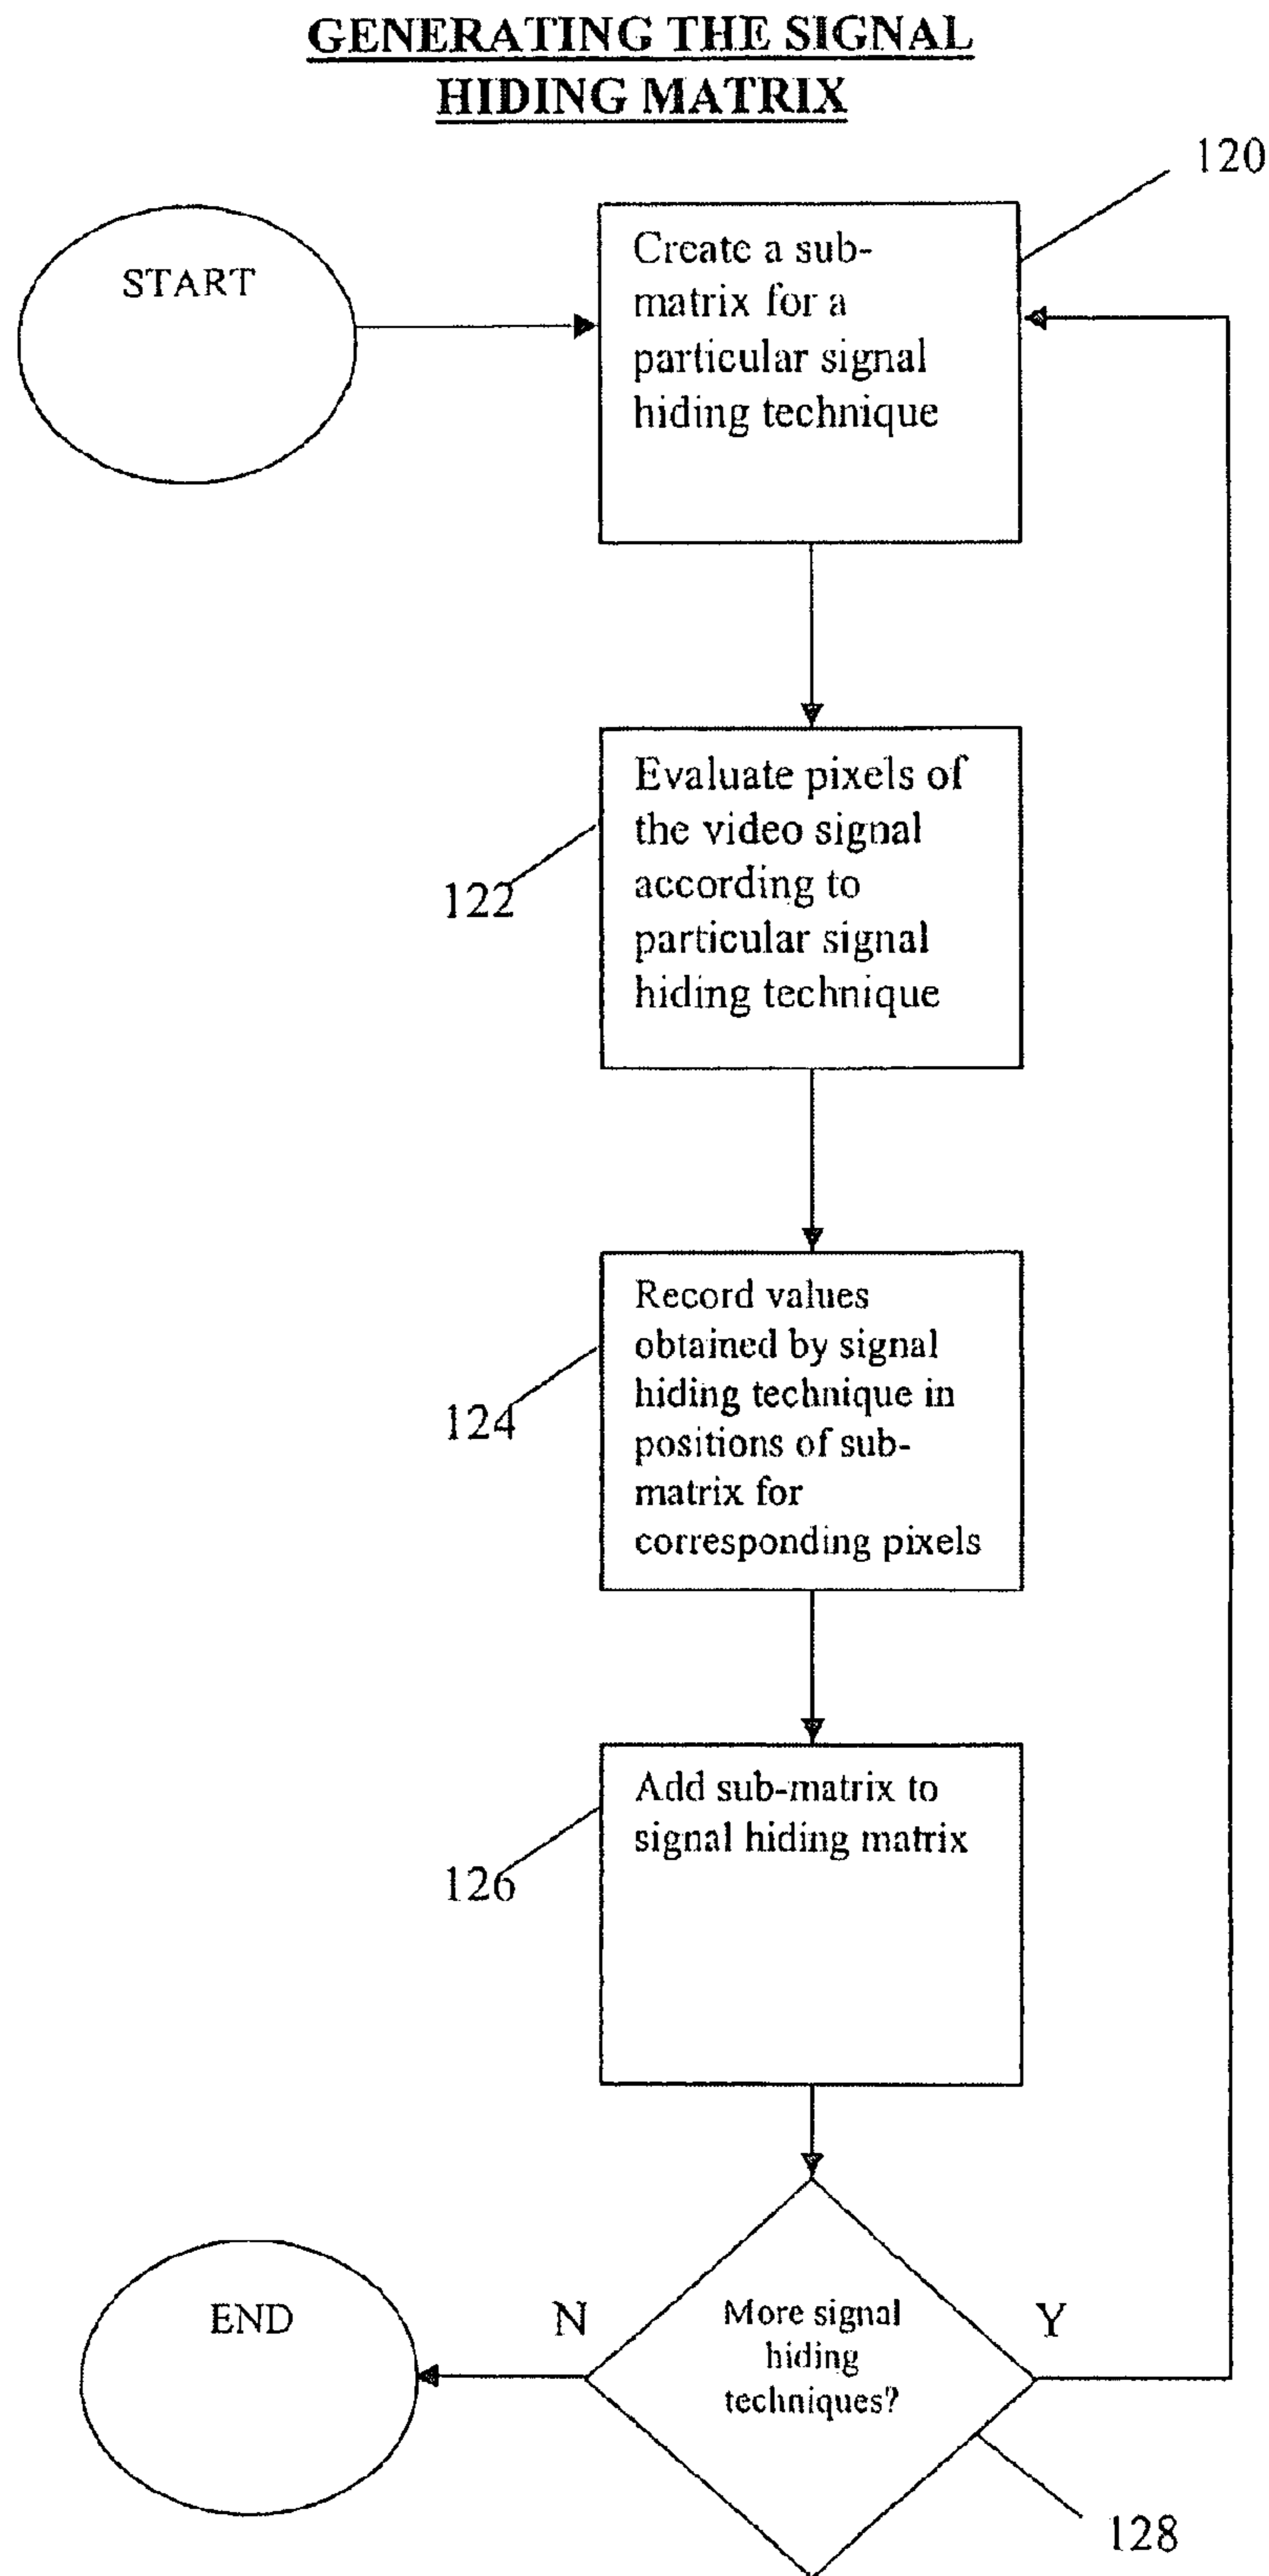 GENERATING THE SIGNAL
HIDING MATRIX
120
START
Create a sub-
matrix for a
particular signal
hiding technique
Evaluate pixels of
the video signal
according to
particular signal
hiding technique
122
Record values
obtained by signal
hiding technique in
positions of sub-
matrix for
corresponding pixels
124
Add sub-matrix to
signal hiding matrix
126
END
N
More signal
hiding
techniques?
Y
128